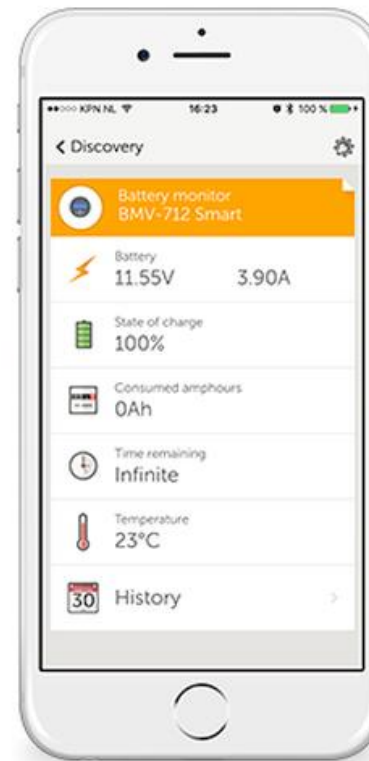 KPN NL 16:23 100 %
Discovery
Battery monitor
BMV-712 Smart
Battery
11.55V 3.90A
State of charge
100%
Consumed amphours
0Ah
Time remaining
Infinite
Temperature
23°C
30 History